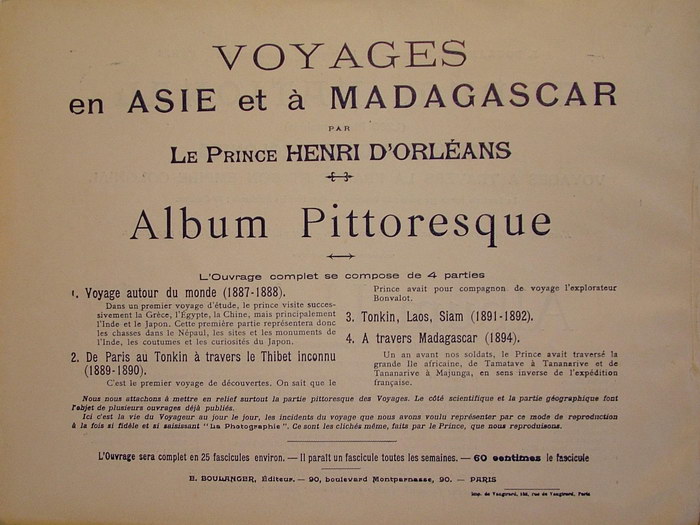 VOYAGES
en ASIE et à MADAGASCAR
PAR
LE PRINCE HENRI D'ORLÉANS
Album Pittoresque
L'Ouvrage complet se compose de 4 parties
1. Voyage autour du monde (1887-1888).
Dans un premier voyage d'étude, le prince visite succes-
sivement la Grèce, l'Égypte, la Chine, mais principalement
l'Inde et le Japon. Cette première partie représentera donc
les chasses dans le Népaul, les sites et les monuments de
l'Inde, les coutumes et les curiosités du Japon.
2. De Paris au Tonkin à travers le Thibet inconnu
(1889-1890).
C'est le premier voyage de découvertes. On sait que le
Prince avait pour compagnon de voyage l'explorateur
Bonvalot.
3. Tonkin, Laos, Siam (1891-1892).
4. A travers Madagascar (1894).
Un an avant nos soldats, le Prince avait traversé la
grande Ile africaine, de Tamatave à Tananarive et de
Tananarive à Majunga, en sens inverse de l'expédition
française.
Nous nous attachons à mettre en relief surtout la partie pittoresque des Voyages. Le côté scientifique et la partie géographique font
l'objet de plusieurs ouvrages déjà publiés.
Ici c'est la vie du Voyageur au jour le jour, les incidents du voyage que nous avons voulu représenter par ce mode de reproduction
à la fois si fidèle et si saisissant "La Photographie". Ce sont les clichés même, faits par le Prince, que nous reproduisons.
L'Ouvrage sera complet en 25 fascicules environ. — Il paraît un fascicule toutes les semaines. — 60 centimes le fascicule
E. BOULANGER, Éditeur. — 90, boulevard Montparnasse, 90. — PARIS
Imp. de Vaugirard, rue de Vaugirard, Paris